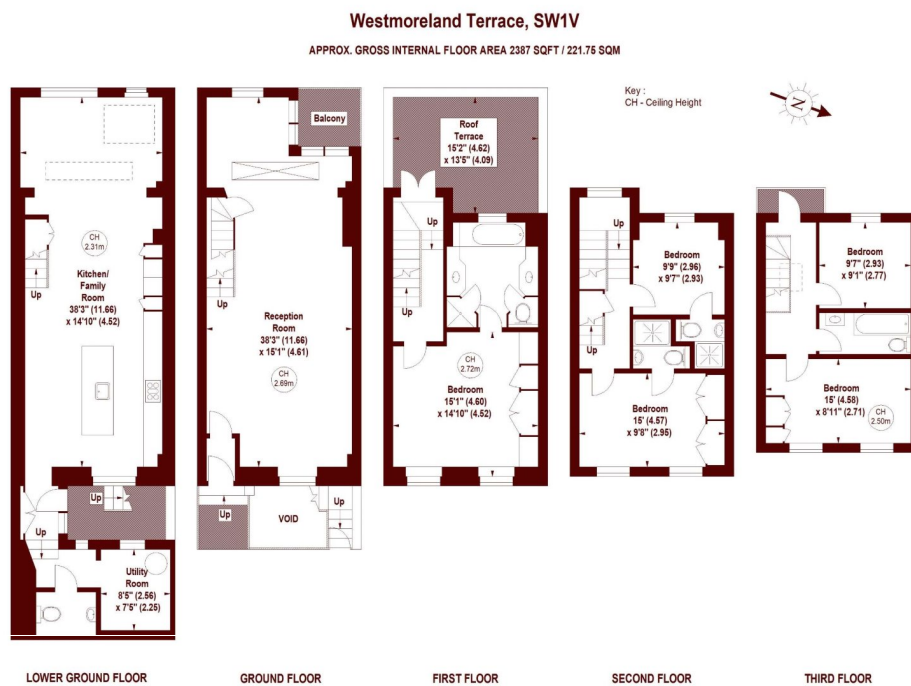 Westmoreland Terrace, SW1V
APPROX. GROSS INTERNAL FLOOR AREA 2387 SQFT / 221.75 SQM
Key :
CH - Ceiling Height
N
CH
2.31m
Up
Kitchen/
Family
Room
38'3" (11.66)
x 14'10" (4.52)
Up
Up
Utility
Room
8'5" (2.56)
x 7'5" (2.25)
LOWER GROUND FLOOR
Balcony
Up
Reception
Room
38'3" (11.66)
x 15'1" (4.61)
CH
2.69m
Up
VOID
Up
GROUND FLOOR
Roof
Terrace
15'2" (4.62)
x 13'5" (4.09)
Up
Up
CH
2.72m
Bedroom
15'1" (4.60)
x 14'10" (4.52)
FIRST FLOOR
Up
Bedroom
9'9" (2.96)
x 9'7" (2.93)
Up
Bedroom
15' (4.57)
x 9'8" (2.95)
SECOND FLOOR
Bedroom
9'7" (2.93)
x 9'1" (2.77)
Bedroom
15' (4.58)
x 8'11" (2.71)
CH
2.50m
THIRD FLOOR